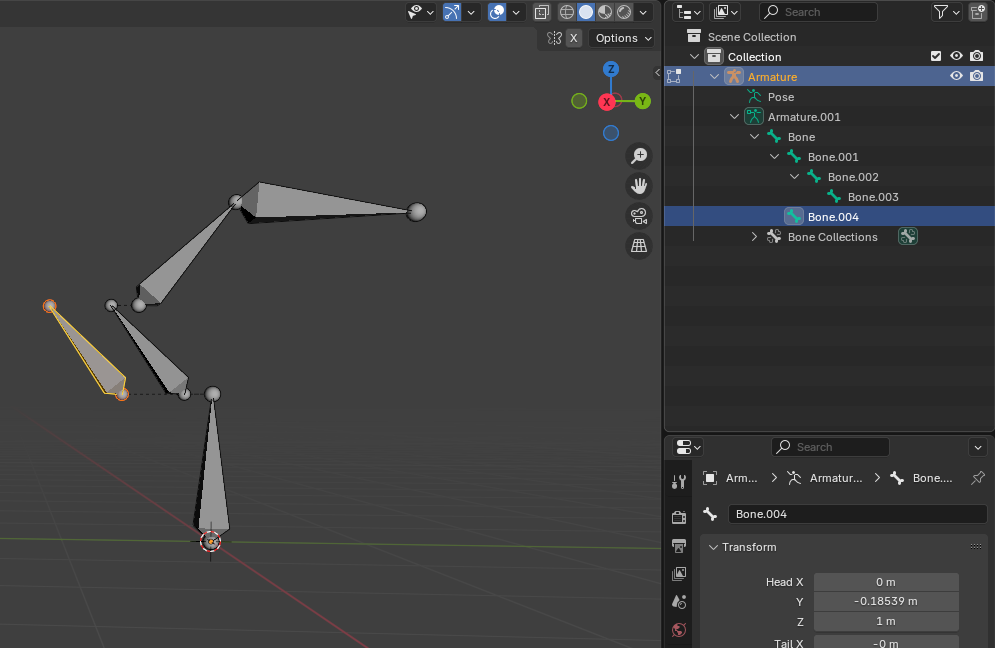 Search
X
Options
Scene Collection
Collection
Z
Armature
X
Y
Pose
Armature.001
Bone
Bone.001
Bone.002
Bone.003
Bone.004
Bone Collections
Search
Arm...
Armatur...
Bone....
Bone.004
Transform
Head X 0 m
Y -0.18539 m
Z 1 m
Tail X -0 m